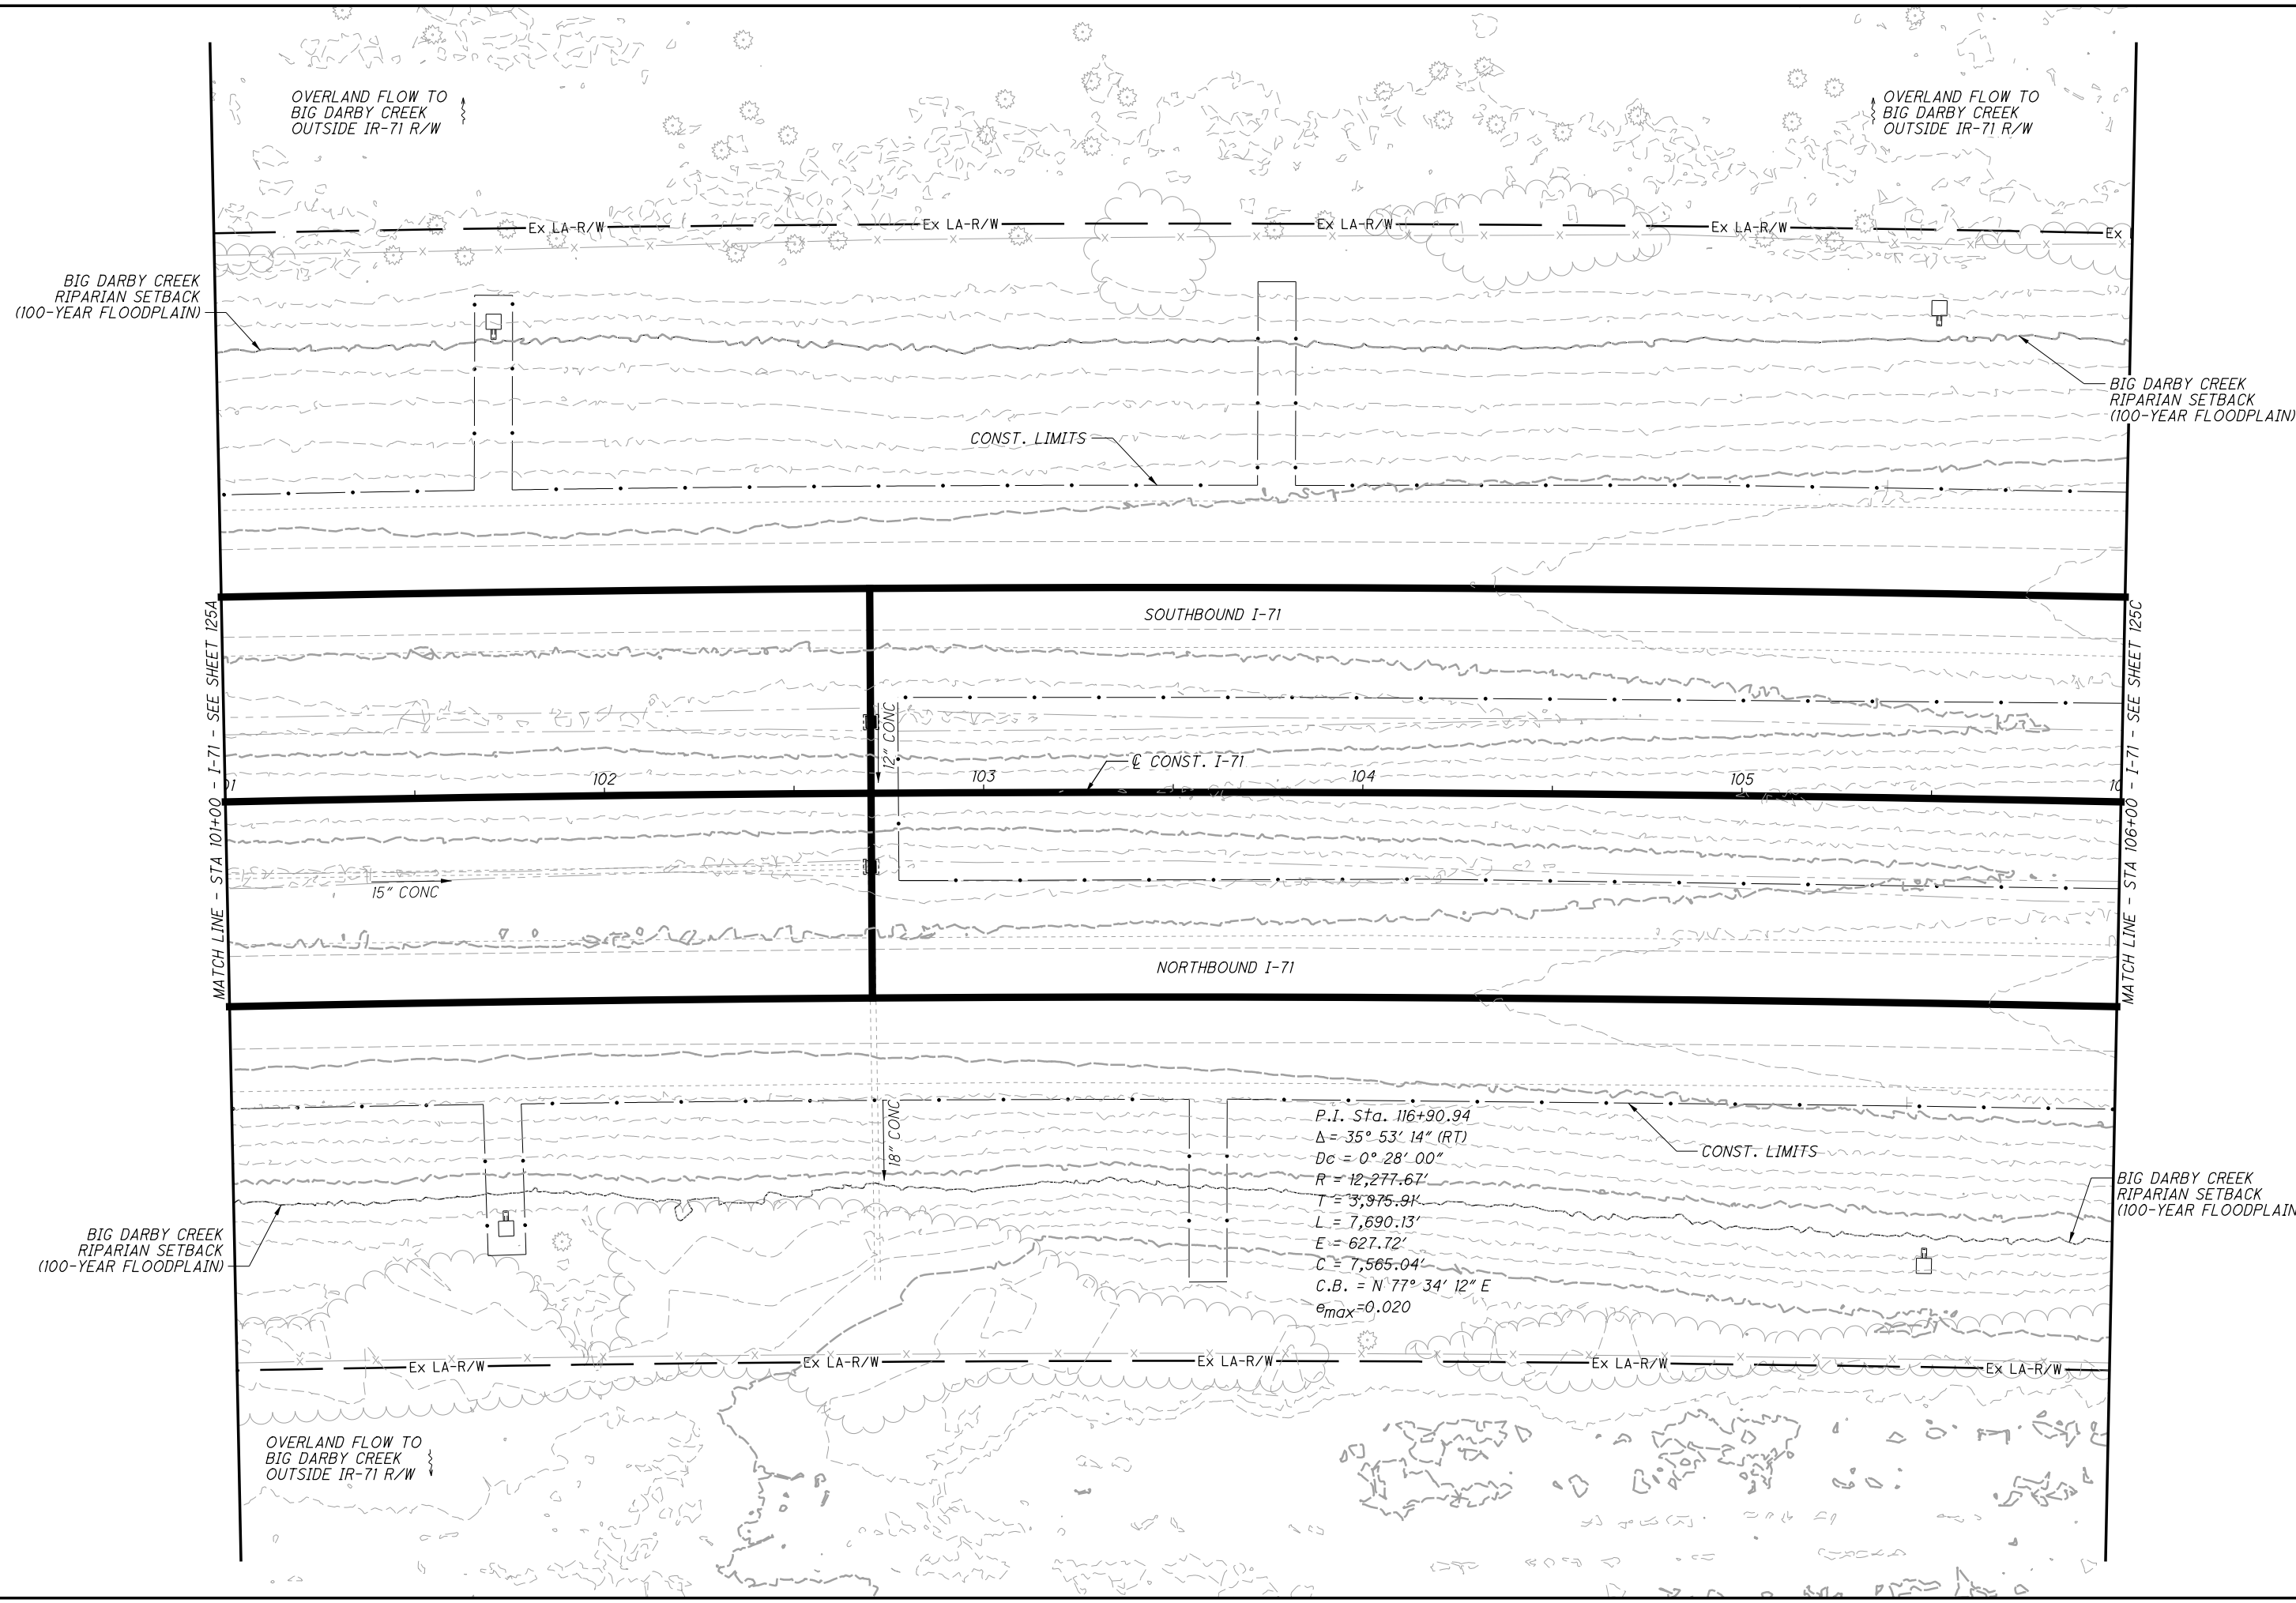 OVERLAND FLOW TO
BIG DARBY CREEK
OUTSIDE IR-71 R/W
OVERLAND FLOW TO
BIG DARBY CREEK
OUTSIDE IR-71 R/W
Ex LA-R/W
Ex LA-R/W
Ex LA-R/W
Ex LA-R/W
Ex
BIG DARBY CREEK
RIPARIAN SETBACK
(100-YEAR FLOODPLAIN)
BIG DARBY CREEK
RIPARIAN SETBACK
(100-YEAR FLOODPLAIN)
CONST. LIMITS
SOUTHBOUND I-71
MATCH LINE - STA 101+00 - I-71 - SEE SHEET 125A
MATCH LINE - STA 106+00 - I-71 - SEE SHEET 125C
12" CONC
℄ CONST. I-71
01
102
103
104
105
10
15" CONC
NORTHBOUND I-71
18" CONC
P.I. Sta. 116+90.94
Δ = 35° 53' 14" (RT)
Dc = 0° 28' 00"
R = 12,277.67'
T = 3,975.91'
L = 7,690.13'
E = 627.72'
C = 7,565.04'
C.B. = N 77° 34' 12" E
emax=0.020
CONST. LIMITS
BIG DARBY CREEK
RIPARIAN SETBACK
(100-YEAR FLOODPLAIN
BIG DARBY CREEK
RIPARIAN SETBACK
(100-YEAR FLOODPLAIN)
Ex LA-R/W
Ex LA-R/W
Ex LA-R/W
Ex LA-R/W
Ex LA-R/W
OVERLAND FLOW TO
BIG DARBY CREEK
OUTSIDE IR-71 R/W